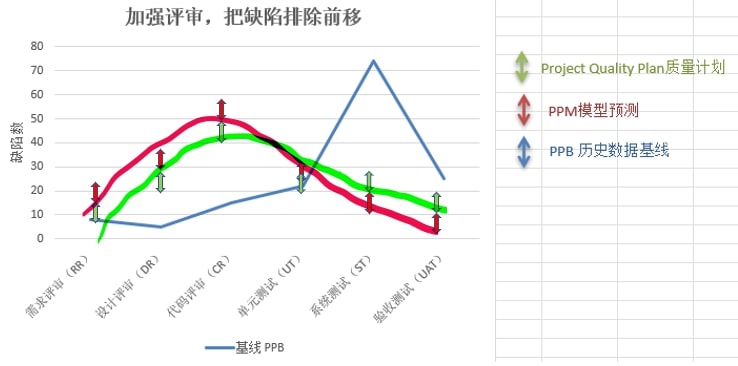 加强评审，把缺陷排除前移
80
70
60
50
40
30
20
10
0
缺陷数
需求评审（RR）
设计评审（DR）
代码评审（CR）
单元测试（UT）
系统测试（ST）
验收测试（UAT）
基线 PPB
Project Quality Plan质量计划
PPM模型预测
PPB 历史数据基线